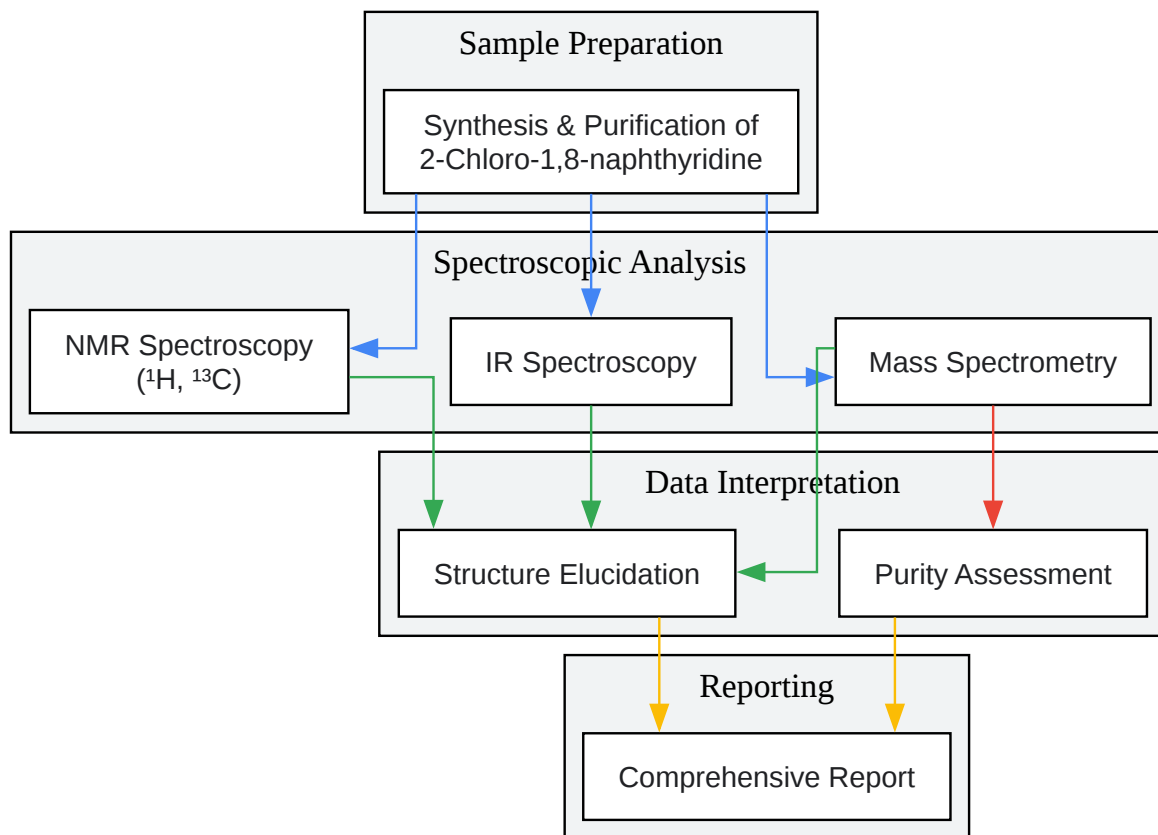 Sample Preparation
Synthesis & Purification of
2-Chloro-1,8-naphthyridine
Spectroscopic Analysis
NMR Spectroscopy
(¹H, ¹³C)
IR Spectroscopy
Mass Spectrometry
Data Interpretation
Structure Elucidation
Purity Assessment
Reporting
Comprehensive Report